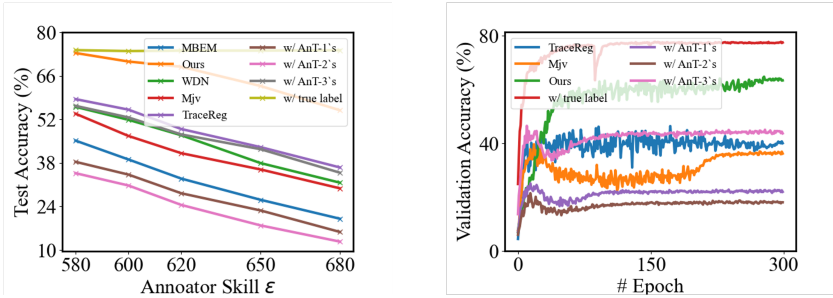 80
66
52
38
24
10
Test Accuracy (%)
MBEM
Ours
WDN
Mjv
TraceReg
w/ AnT-1`s
w/ AnT-2`s
w/ AnT-3`s
w/ true label
580 600 620 650 680
Annoator Skill ε
80
40
0
Validation Accuracy (%)
TraceReg
Mjv
Ours
w/ true label
w/ AnT-1`s
w/ AnT-2`s
w/ AnT-3`s
0 150 300
# Epoch